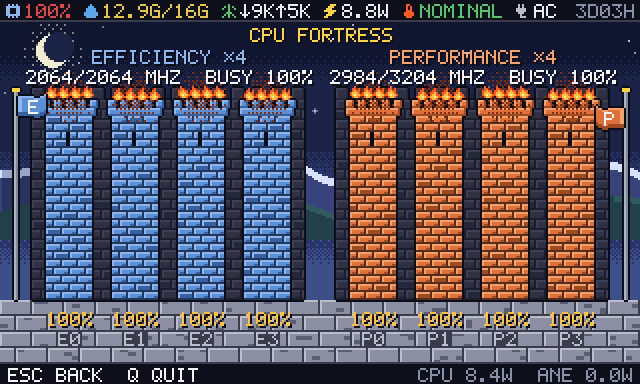 100% 12.9G/16G ↓9K↑5K 8.8W NOMINAL AC 3D03H
CPU FORTRESS
EFFICIENCY ×4 PERFORMANCE ×4
2064/2064 MHZ BUSY 100% 2984/3204 MHZ BUSY 100%
E P
100% 100% 100% 100% 100% 100% 100% 100%
E0 E1 E2 E3 P0 P1 P2 P3
ESC BACK Q QUIT CPU 8.4W ANE 0.0W